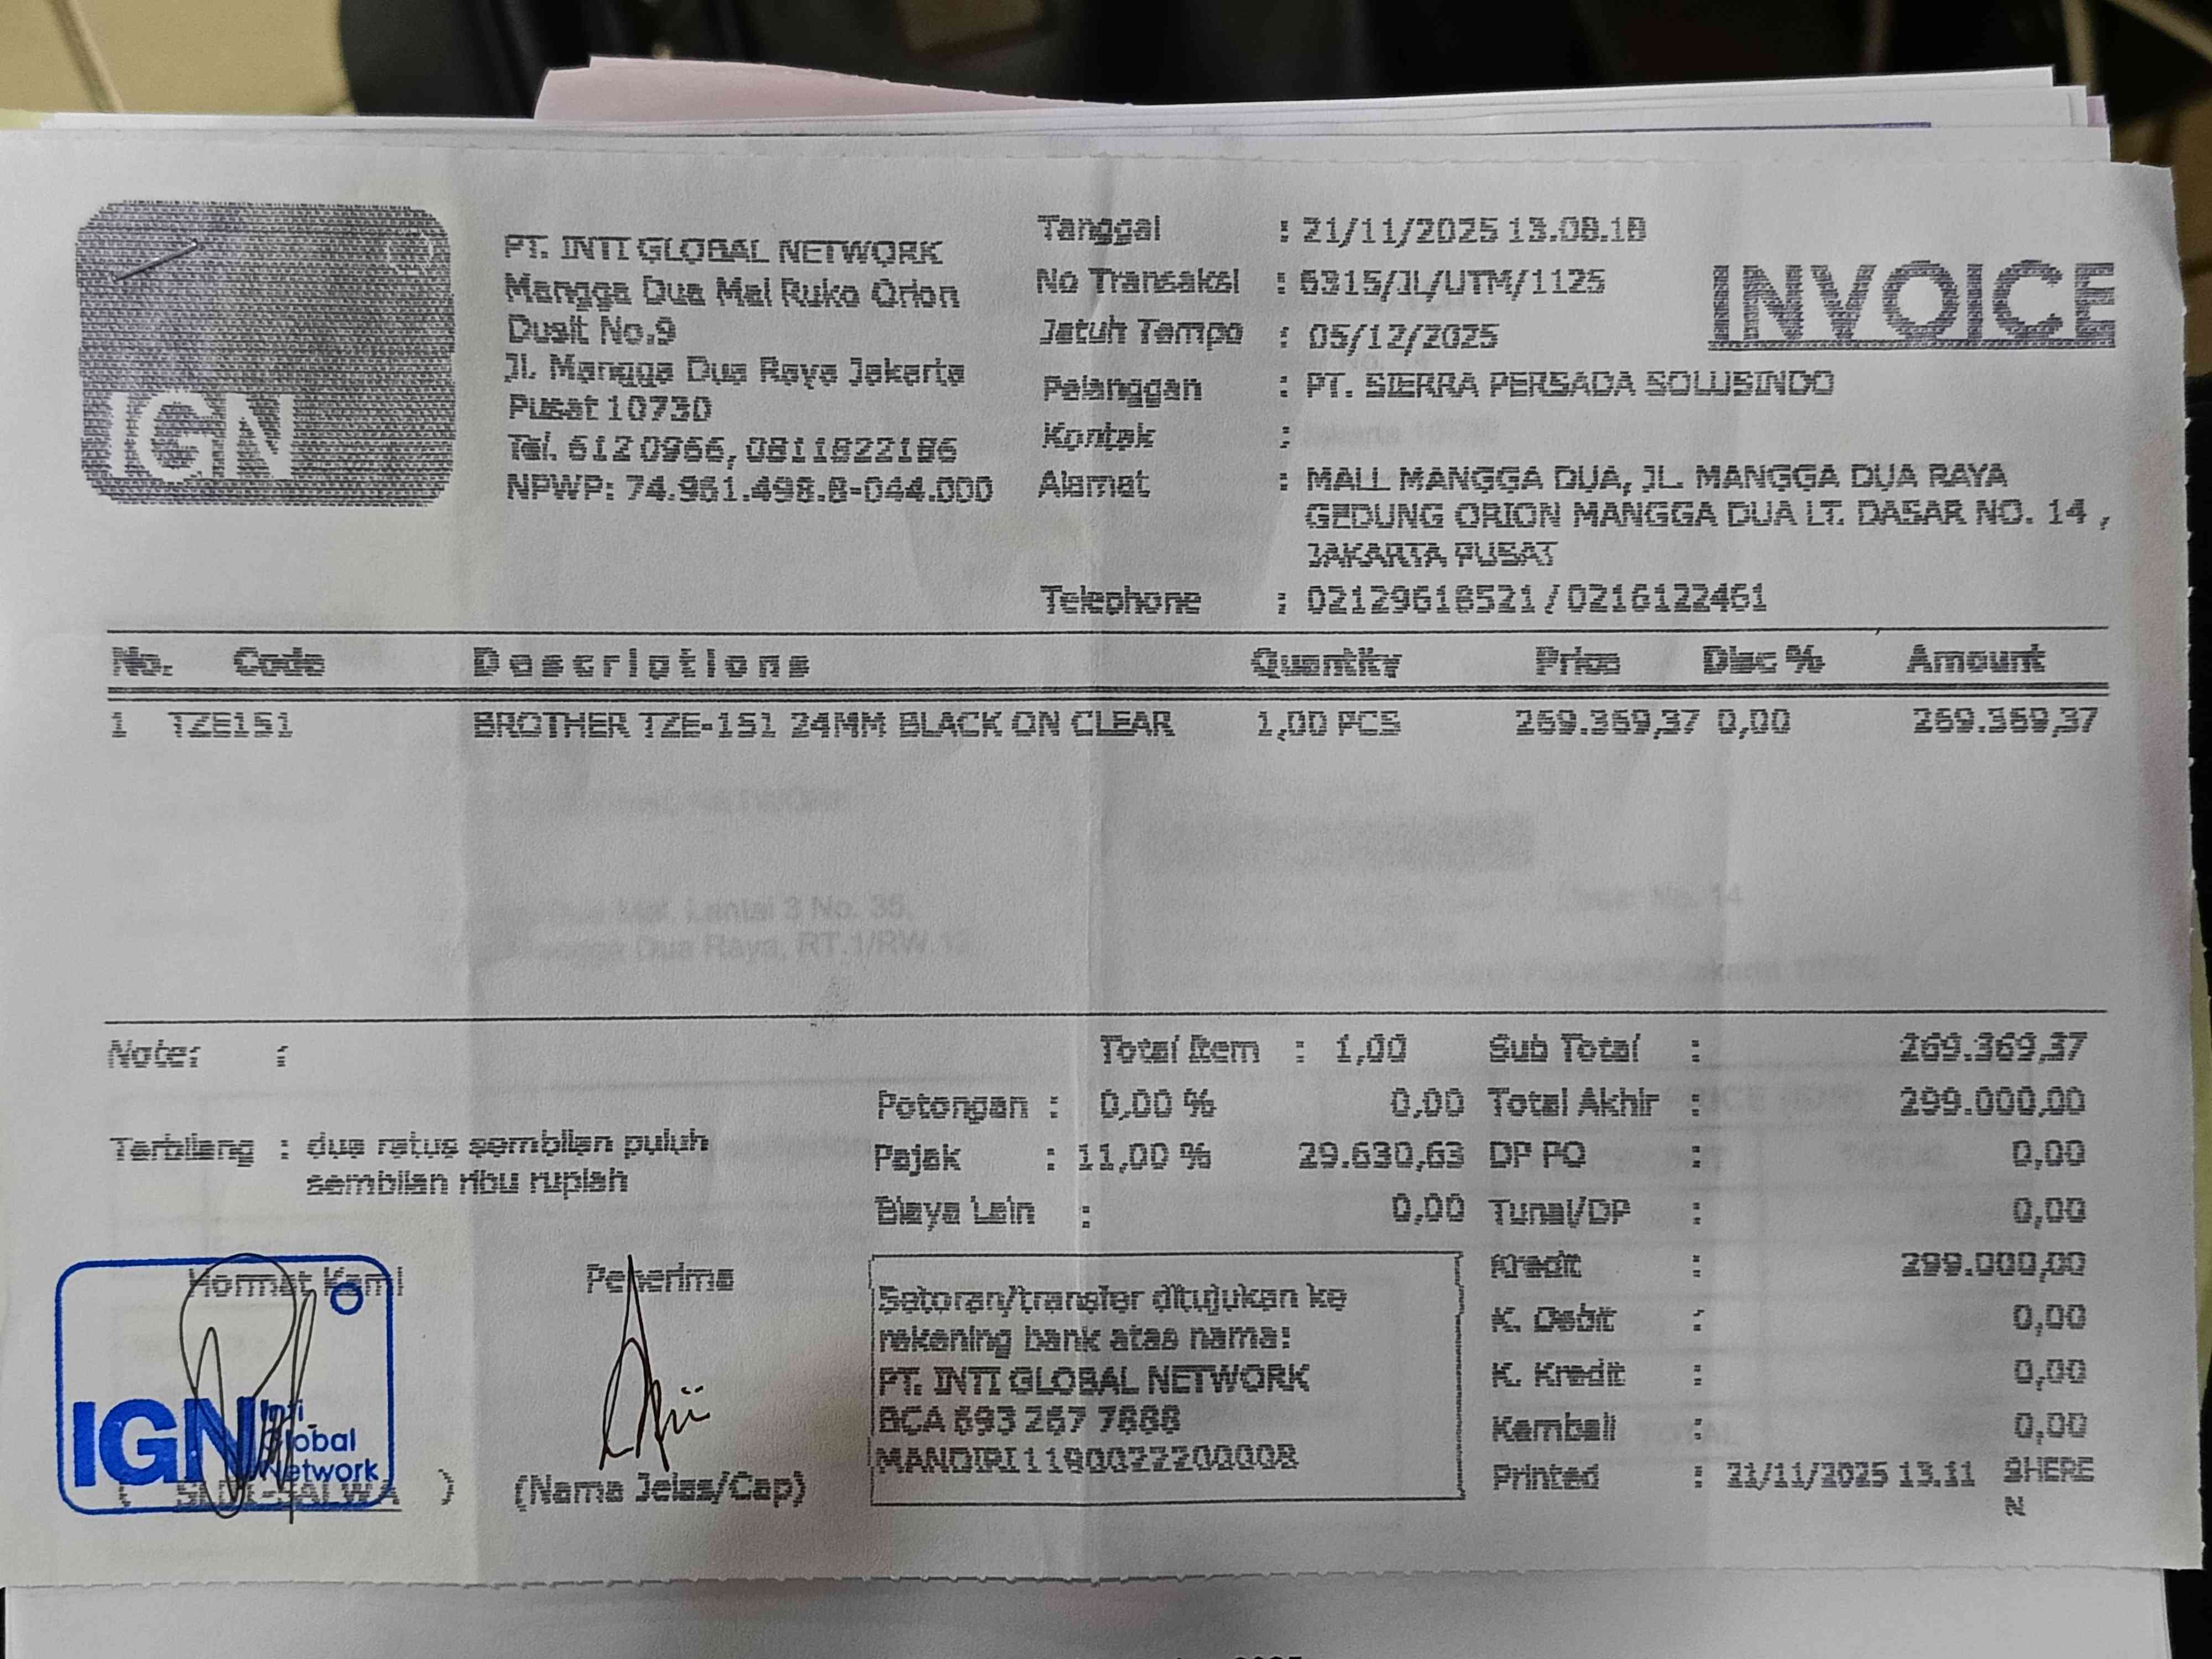 IGN
PT. INTI GLOBAL NETWORK
Mangga Dua Mal Ruko Orion
Dusit No.9
Jl. Mangga Dua Raya Jakarta
Pusat 10730
Tel. 612 0966, 0811822186
NPWP: 74.961.498.8-044.000
Tanggal : 21/11/2025 13.08.18
No Transaksi : 6315/JL/UTM/1125
Jatuh Tempo : 05/12/2025
Pelanggan : PT. SIERRA PERSADA SOLUSINDO
Kontak :
Alamat : MALL MANGGA DUA, JL. MANGGA DUA RAYA
GEDUNG ORION MANGGA DUA LT. DASAR NO. 14 ,
JAKARTA PUSAT
Telephone : 02129618521 / 0216122461
INVOICE
No. Code Descriptions Quantity Price Disc % Amount
1 TZE151 BROTHER TZE-151 24MM BLACK ON CLEAR 1,00 PCS 269.369,37 0,00 269.369,37
Note: :
Total Item : 1,00 Sub Total : 269.369,37
Potongan : 0,00 % 0,00 Total Akhir : 299.000,00
Terbilang : dua ratus sembilan puluh
sembilan ribu rupiah
Pajak : 11,00 % 29.630,63 DP PO : 0,00
Biaya Lain : 0,00 Tunai/DP : 0,00
Kredit : 299.000,00
K. Debit : 0,00
K. Kredit : 0,00
Kembali : 0,00
Printed : 21/11/2025 13.11 SHERE
N
Hormat Kami
IGN Inti
Global
Network
Penerima
(Nama Jelas/Cap)
Setoran/transfer ditujukan ke
rekening bank atas nama:
PT. INTI GLOBAL NETWORK
BCA 693 267 7888
MANDIRI 1190022200008